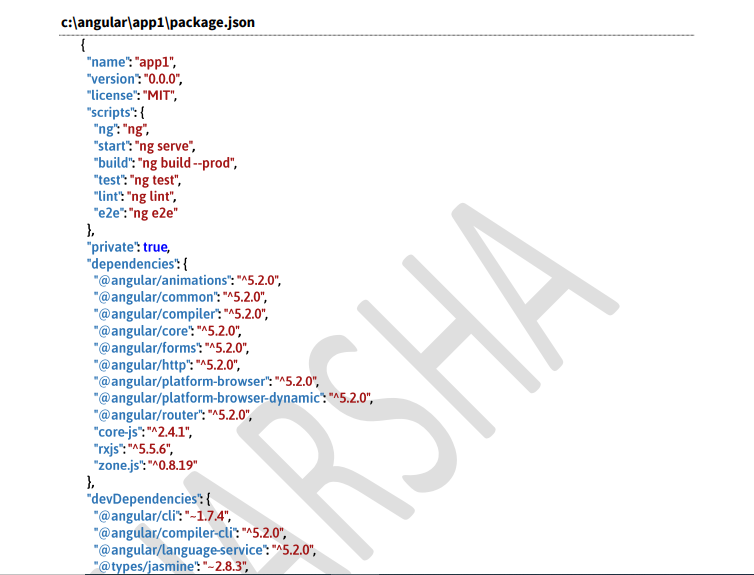 c:\angular\app1\package.json
{
"name": "app1",
"version": "0.0.0",
"license": "MIT",
"scripts": {
"ng": "ng",
"start": "ng serve",
"build": "ng build --prod",
"test": "ng test",
"lint": "ng lint",
"e2e": "ng e2e"
},
"private": true,
"dependencies": {
"@angular/animations": "^5.2.0",
"@angular/common": "^5.2.0",
"@angular/compiler": "^5.2.0",
"@angular/core": "^5.2.0",
"@angular/forms": "^5.2.0",
"@angular/http": "^5.2.0",
"@angular/platform-browser": "^5.2.0",
"@angular/platform-browser-dynamic": "^5.2.0",
"@angular/router": "^5.2.0",
"core-js": "^2.4.1",
"rxjs": "^5.5.6",
"zone.js": "^0.8.19"
},
"devDependencies": {
"@angular/cli": "~1.7.4",
"@angular/compiler-cli": "^5.2.0",
"@angular/language-service": "^5.2.0",
"@types/jasmine": "~2.8.3",
ARSHA